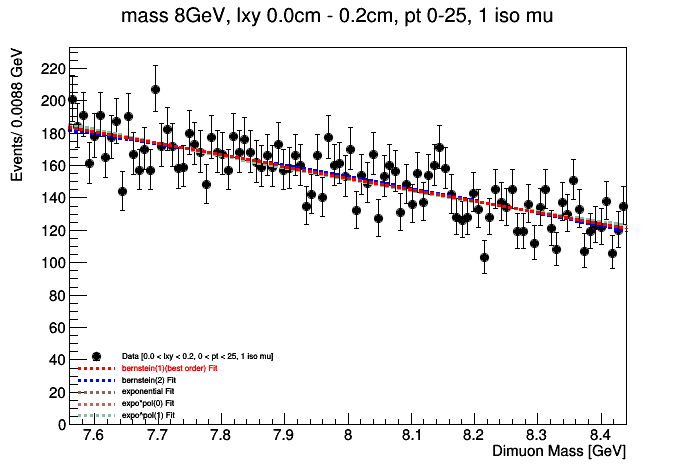 mass 8GeV, lxy 0.0cm - 0.2cm, pt 0-25, 1 iso mu
Events/ 0.0088 GeV
220
200
180
160
140
120
100
80
60
40
20
0
Data [0.0 < lxy < 0.2, 0 < pt < 25, 1 iso mu]
bernstein(1)(best order) Fit
bernstein(2) Fit
exponential Fit
expo*pol(0) Fit
expo*pol(1) Fit
7.6 7.7 7.8 7.9 8 8.1 8.2 8.3 8.4
Dimuon Mass [GeV]